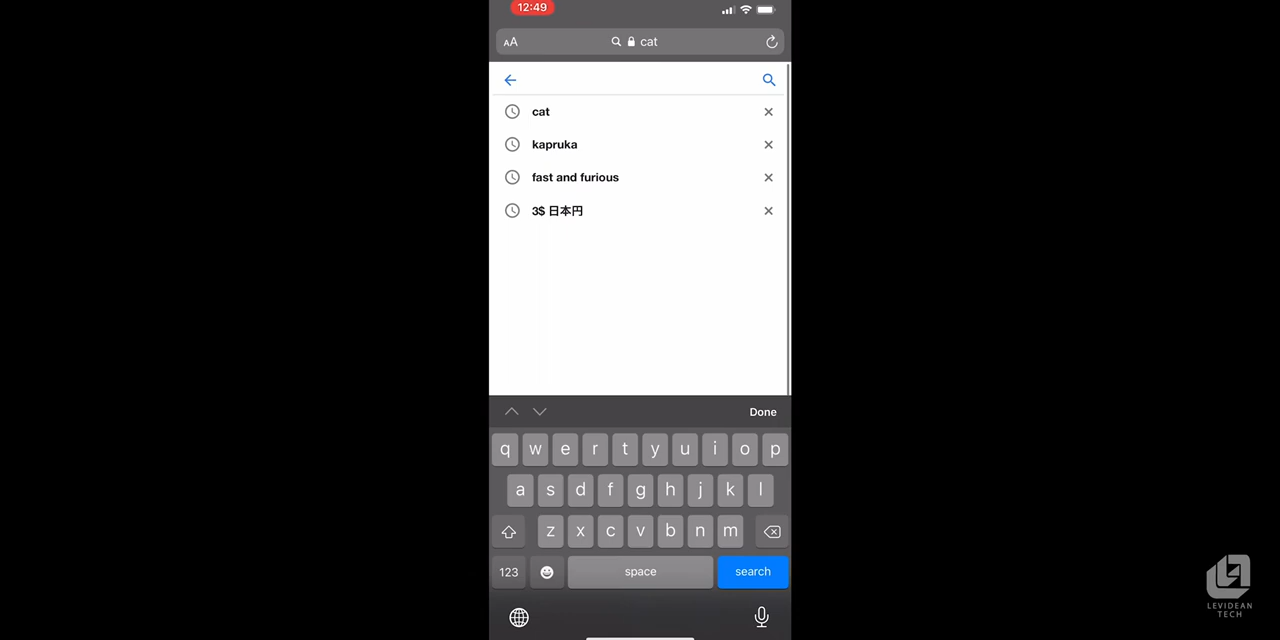 12:49
AA cat
cat
kapruka
fast and furious
3$ 日本円
Done
q w e r t y u i o p
a s d f g h j k l
z x c v b n m
123 space search
LEVIDEAN
TECH